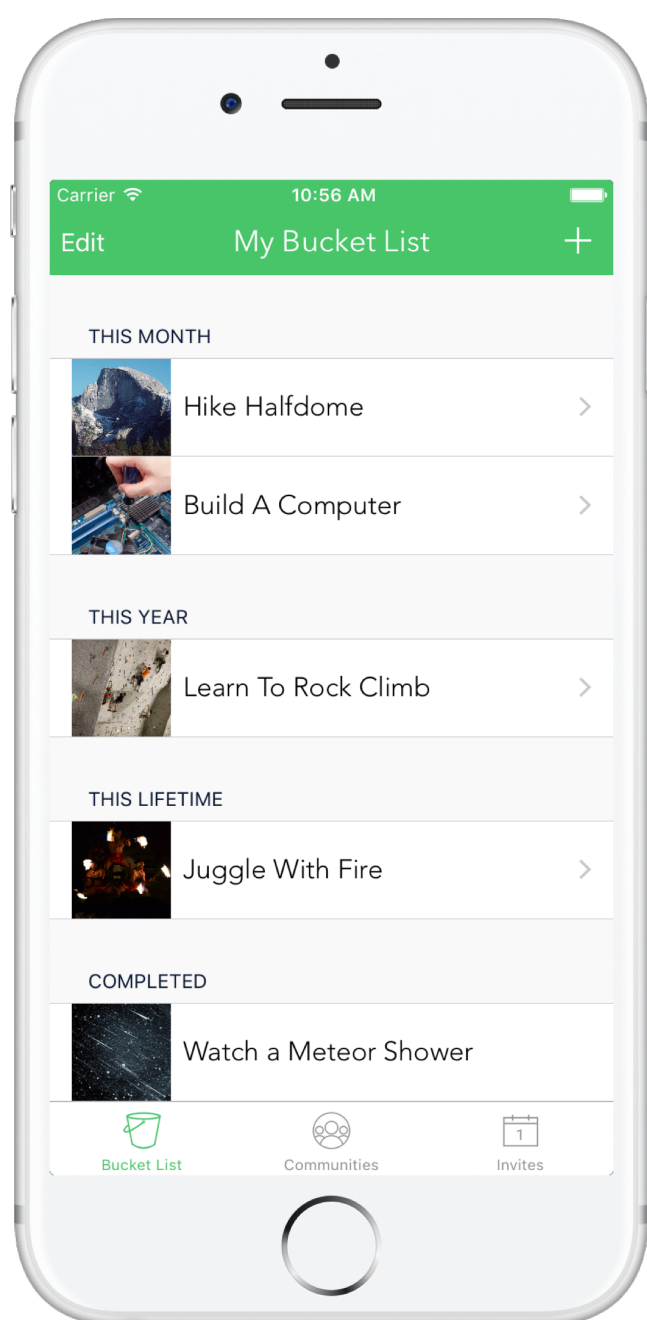 Carrier 10:56 AM
Edit My Bucket List +
THIS MONTH
Hike Halfdome
Build A Computer
THIS YEAR
Learn To Rock Climb
THIS LIFETIME
Juggle With Fire
COMPLETED
Watch a Meteor Shower
1
Bucket List Communities Invites